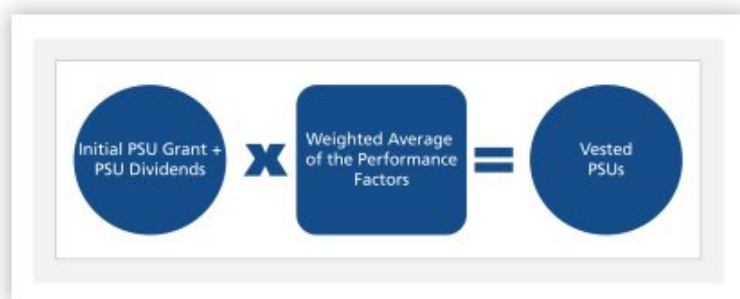 Initial PSU Grant +
PSU Dividends
x
Weighted Average
of the Performance
Factors
=
Vested
PSUs